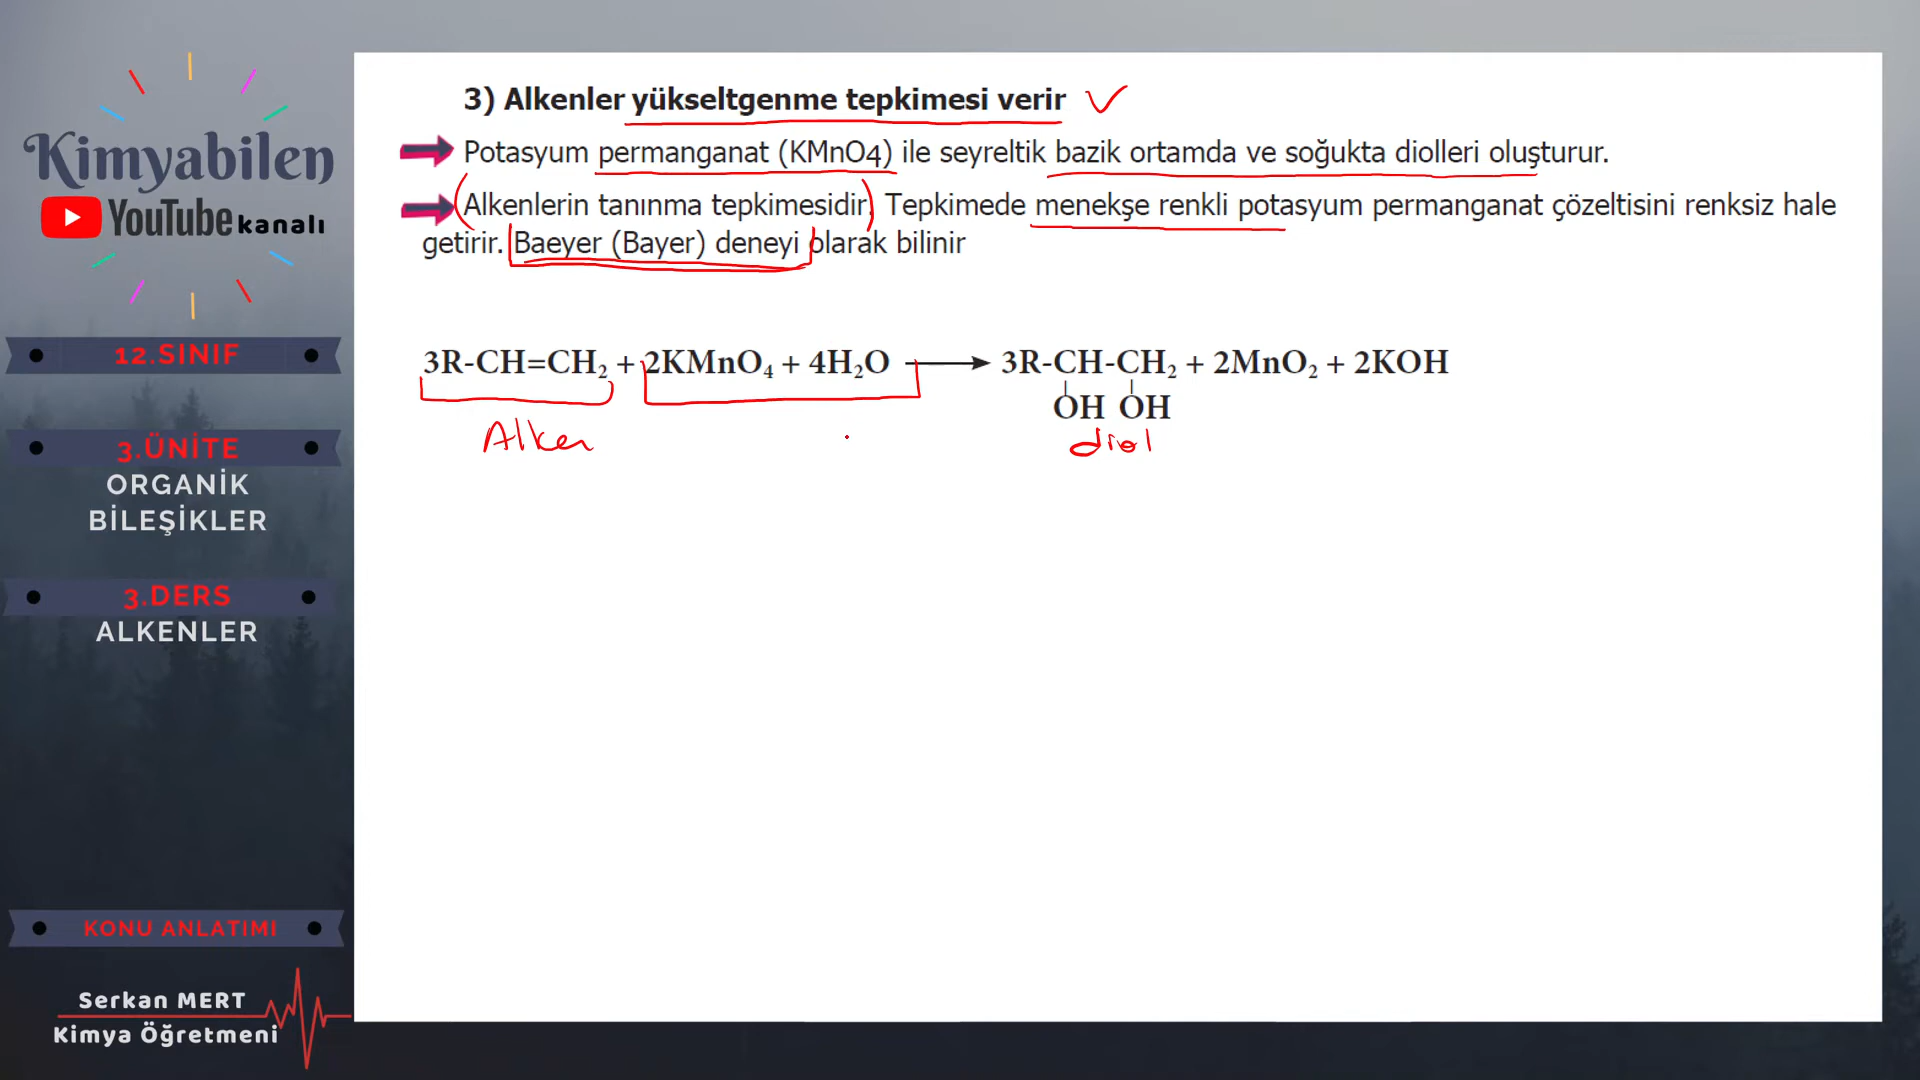 Kimyabilen
YouTube kanalı
12.SINIF
3.ÜNİTE
ORGANİK
BİLEŞİKLER
3.DERS
ALKENLER
KONU ANLATIMI
Serkan MERT
Kimya Öğretmeni
3) Alkenler yükseltgenme tepkimesi verir
Potasyum permanganat (KMnO4) ile seyreltik bazik ortamda ve soğukta diolleri oluşturur.
Alkenlerin tanınma tepkimesidir. Tepkimede menekşe renkli potasyum permanganat çözeltisini renksiz hale
getirir. Baeyer (Bayer) deneyi olarak bilinir
3R-CH=CH₂ + 2KMnO₄ + 4H₂O ⟶ 3R-CH-CH₂ + 2MnO₂ + 2KOH
OH OH
Alken diol